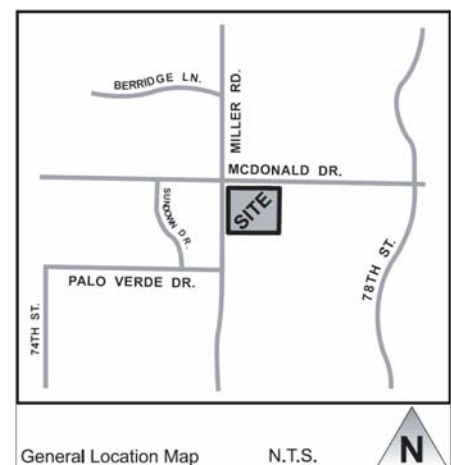 BERRIDGE LN.
MILLER RD.
MCDONALD DR.
SITE
SUNDOWN DR.
PALO VERDE DR.
74TH ST.
78TH ST.
General Location Map N.T.S. N